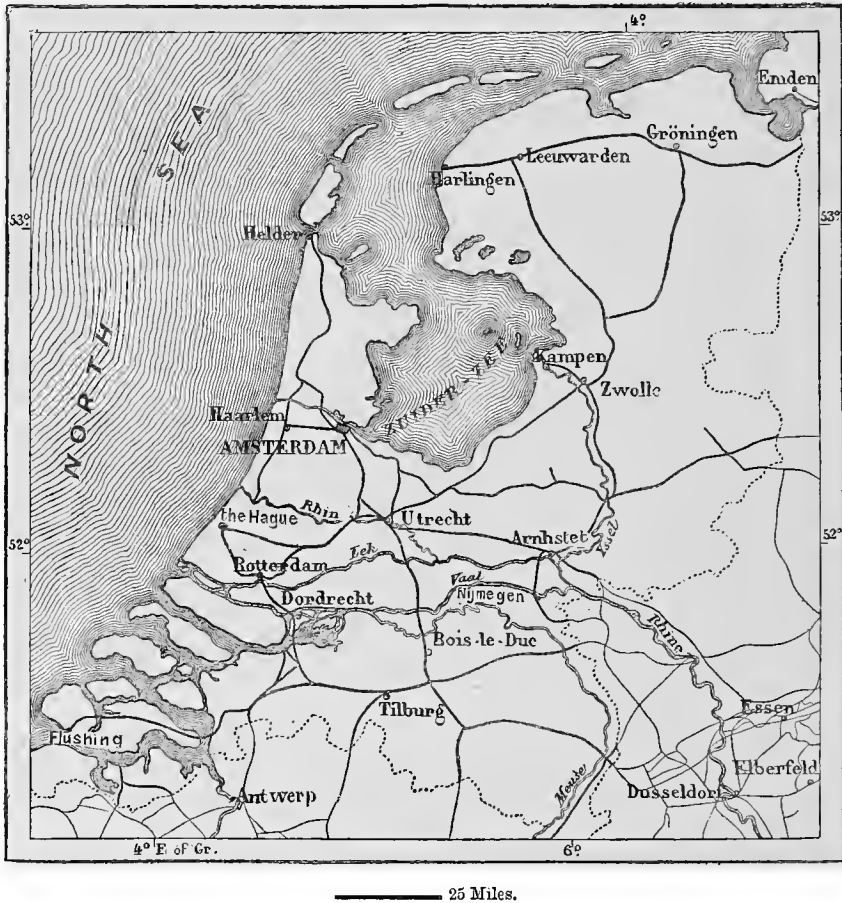 4°
Emden
NORTH SEA
Gröningen
Leeuwarden
Harlingen
53°
53°
Helder
ZUIDER-ZEE
Kampen
Zwolle
Haarlem
AMSTERDAM
Rhin
the Hague
Utrecht
52°
Arnhstet
Issel
52°
Lek
Rotterdam
Vaal
Nijmegen
Dordrecht
Rhine
Bois-le-Duc
Tilburg
Essen
Flushing
Elberfeld
Meuse
Dusseldorf
Antwerp
4° E. of Gr.
6°
25 Miles.